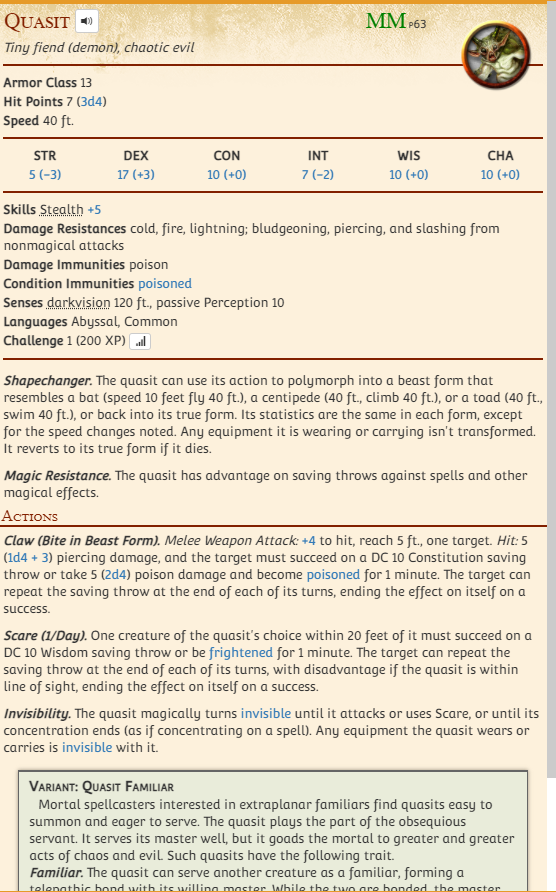 Quasit MM p63
Tiny fiend (demon), chaotic evil
Armor Class 13
Hit Points 7 (3d4)
Speed 40 ft.
STR DEX CON INT WIS CHA
5 (−3) 17 (+3) 10 (+0) 7 (−2) 10 (+0) 10 (+0)
Skills Stealth +5
Damage Resistances cold, fire, lightning; bludgeoning, piercing, and slashing from
nonmagical attacks
Damage Immunities poison
Condition Immunities poisoned
Senses darkvision 120 ft., passive Perception 10
Languages Abyssal, Common
Challenge 1 (200 XP)
Shapechanger. The quasit can use its action to polymorph into a beast form that
resembles a bat (speed 10 feet fly 40 ft.), a centipede (40 ft., climb 40 ft.), or a toad (40 ft.,
swim 40 ft.), or back into its true form. Its statistics are the same in each form, except
for the speed changes noted. Any equipment it is wearing or carrying isn't transformed.
It reverts to its true form if it dies.
Magic Resistance. The quasit has advantage on saving throws against spells and other
magical effects.
Actions
Claw (Bite in Beast Form). Melee Weapon Attack: +4 to hit, reach 5 ft., one target. Hit: 5
(1d4 + 3) piercing damage, and the target must succeed on a DC 10 Constitution saving
throw or take 5 (2d4) poison damage and become poisoned for 1 minute. The target can
repeat the saving throw at the end of each of its turns, ending the effect on itself on a
success.
Scare (1/Day). One creature of the quasit's choice within 20 feet of it must succeed on a
DC 10 Wisdom saving throw or be frightened for 1 minute. The target can repeat the
saving throw at the end of each of its turns, with disadvantage if the quasit is within
line of sight, ending the effect on itself on a success.
Invisibility. The quasit magically turns invisible until it attacks or uses Scare, or until its
concentration ends (as if concentrating on a spell). Any equipment the quasit wears or
carries is invisible with it.
Variant: Quasit Familiar
Mortal spellcasters interested in extraplanar familiars find quasits easy to
summon and eager to serve. The quasit plays the part of the obsequious
servant. It serves its master well, but it goads the mortal to greater and greater
acts of chaos and evil. Such quasits have the following trait.
Familiar. The quasit can serve another creature as a familiar, forming a
telepathic bond with its willing master. While the two are bonded, the master